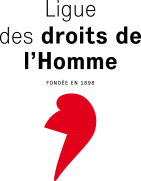 Ligue
des droits de
l'Homme
FONDÉE EN 1898